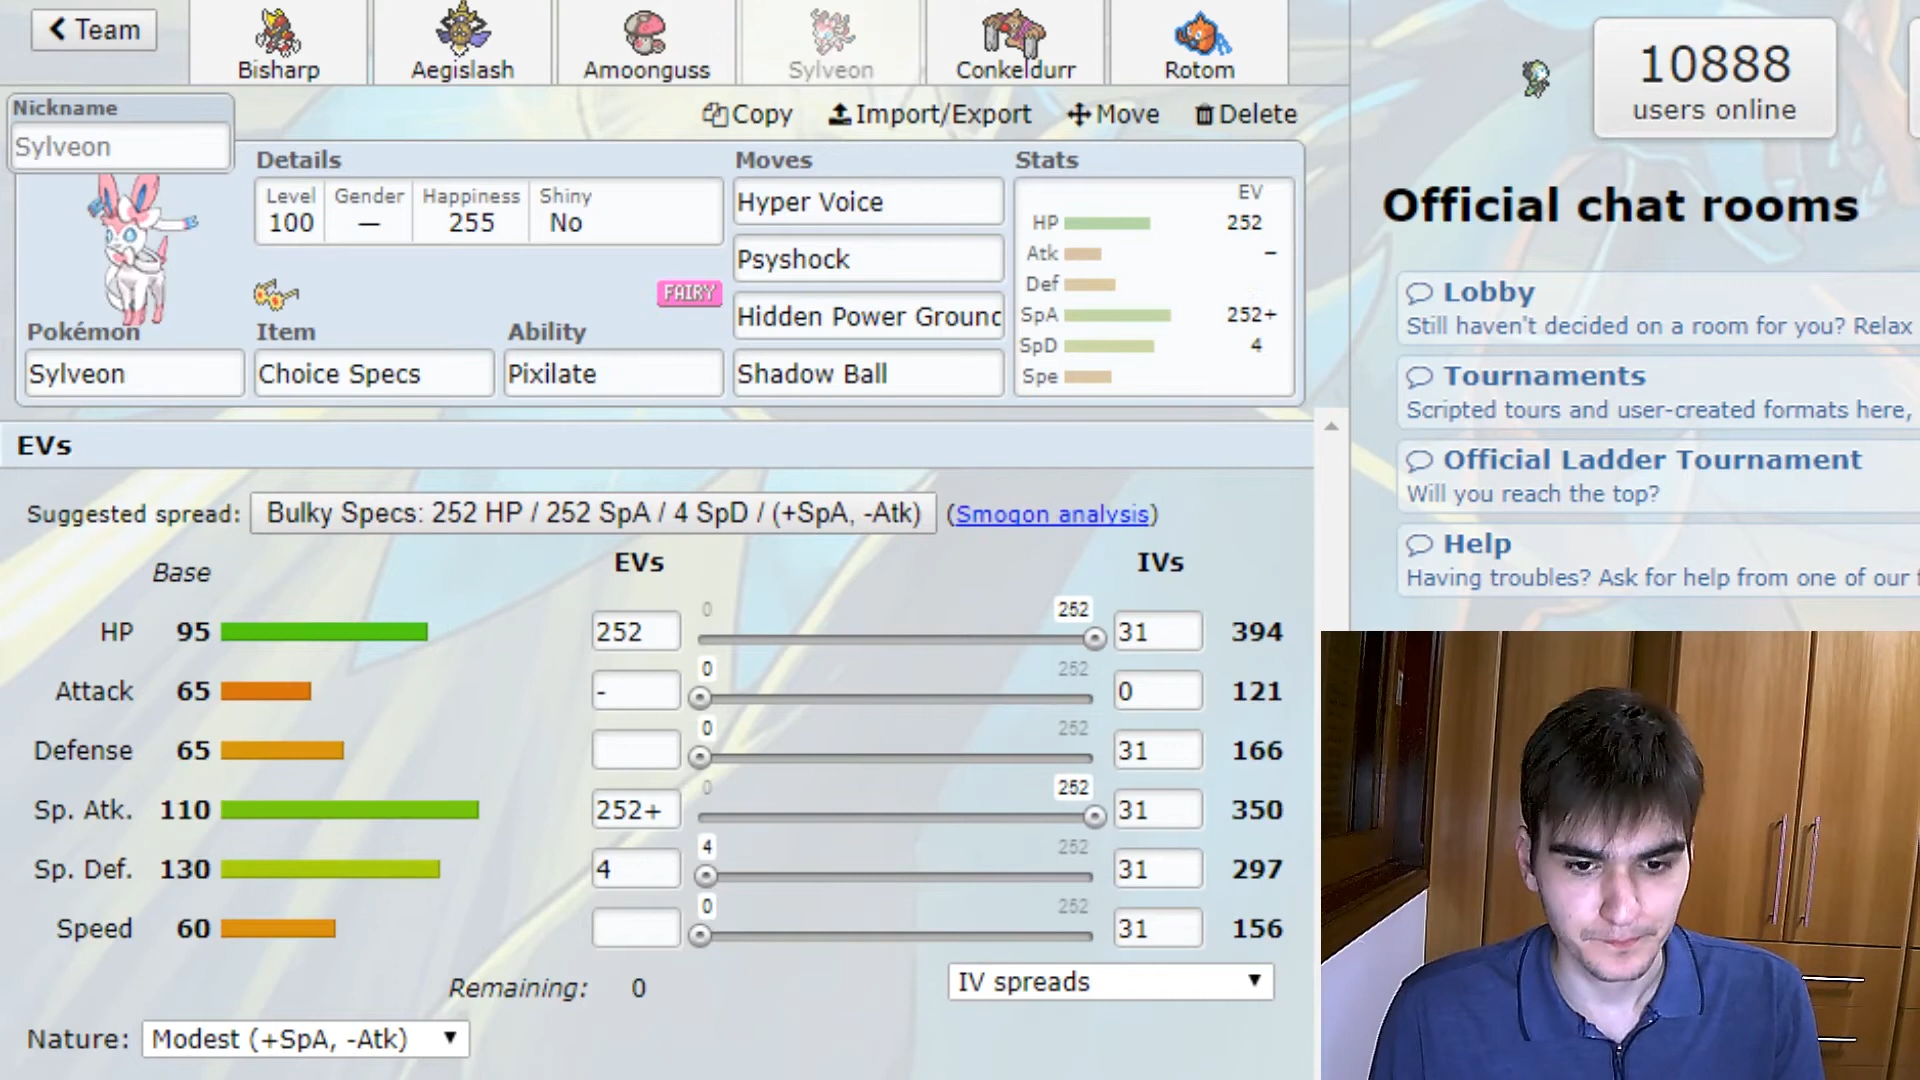 Team
Bisharp
Aegislash
Amoonguss
Sylveon
Conkeldurr
Rotom
Nickname
Sylveon
Copy
Import/Export
Move
Delete
Details
Level
Gender
Happiness
Shiny
100
—
255
No
FAIRY
Pokémon
Item
Ability
Sylveon
Choice Specs
Pixilate
Moves
Hyper Voice
Psyshock
Hidden Power Ground
Shadow Ball
Stats
EV
HP 252
Atk –
Def
SpA 252+
SpD 4
Spe
10888
users online
Official chat rooms
Lobby
Still haven't decided on a room for you? Relax
Tournaments
Scripted tours and user-created formats here,
Official Ladder Tournament
Will you reach the top?
Help
Having troubles? Ask for help from one of our
EVs
Suggested spread: Bulky Specs: 252 HP / 252 SpA / 4 SpD / (+SpA, -Atk) (Smogon analysis)
Base EVs IVs
0 252
HP 95 252 31 394
0 252
Attack 65 - 0 121
0 252
Defense 65 31 166
0 252
Sp. Atk. 110 252+ 31 350
4 252
Sp. Def. 130 4 31 297
0 252
Speed 60 31 156
Remaining: 0 IV spreads
Nature: Modest (+SpA, -Atk)